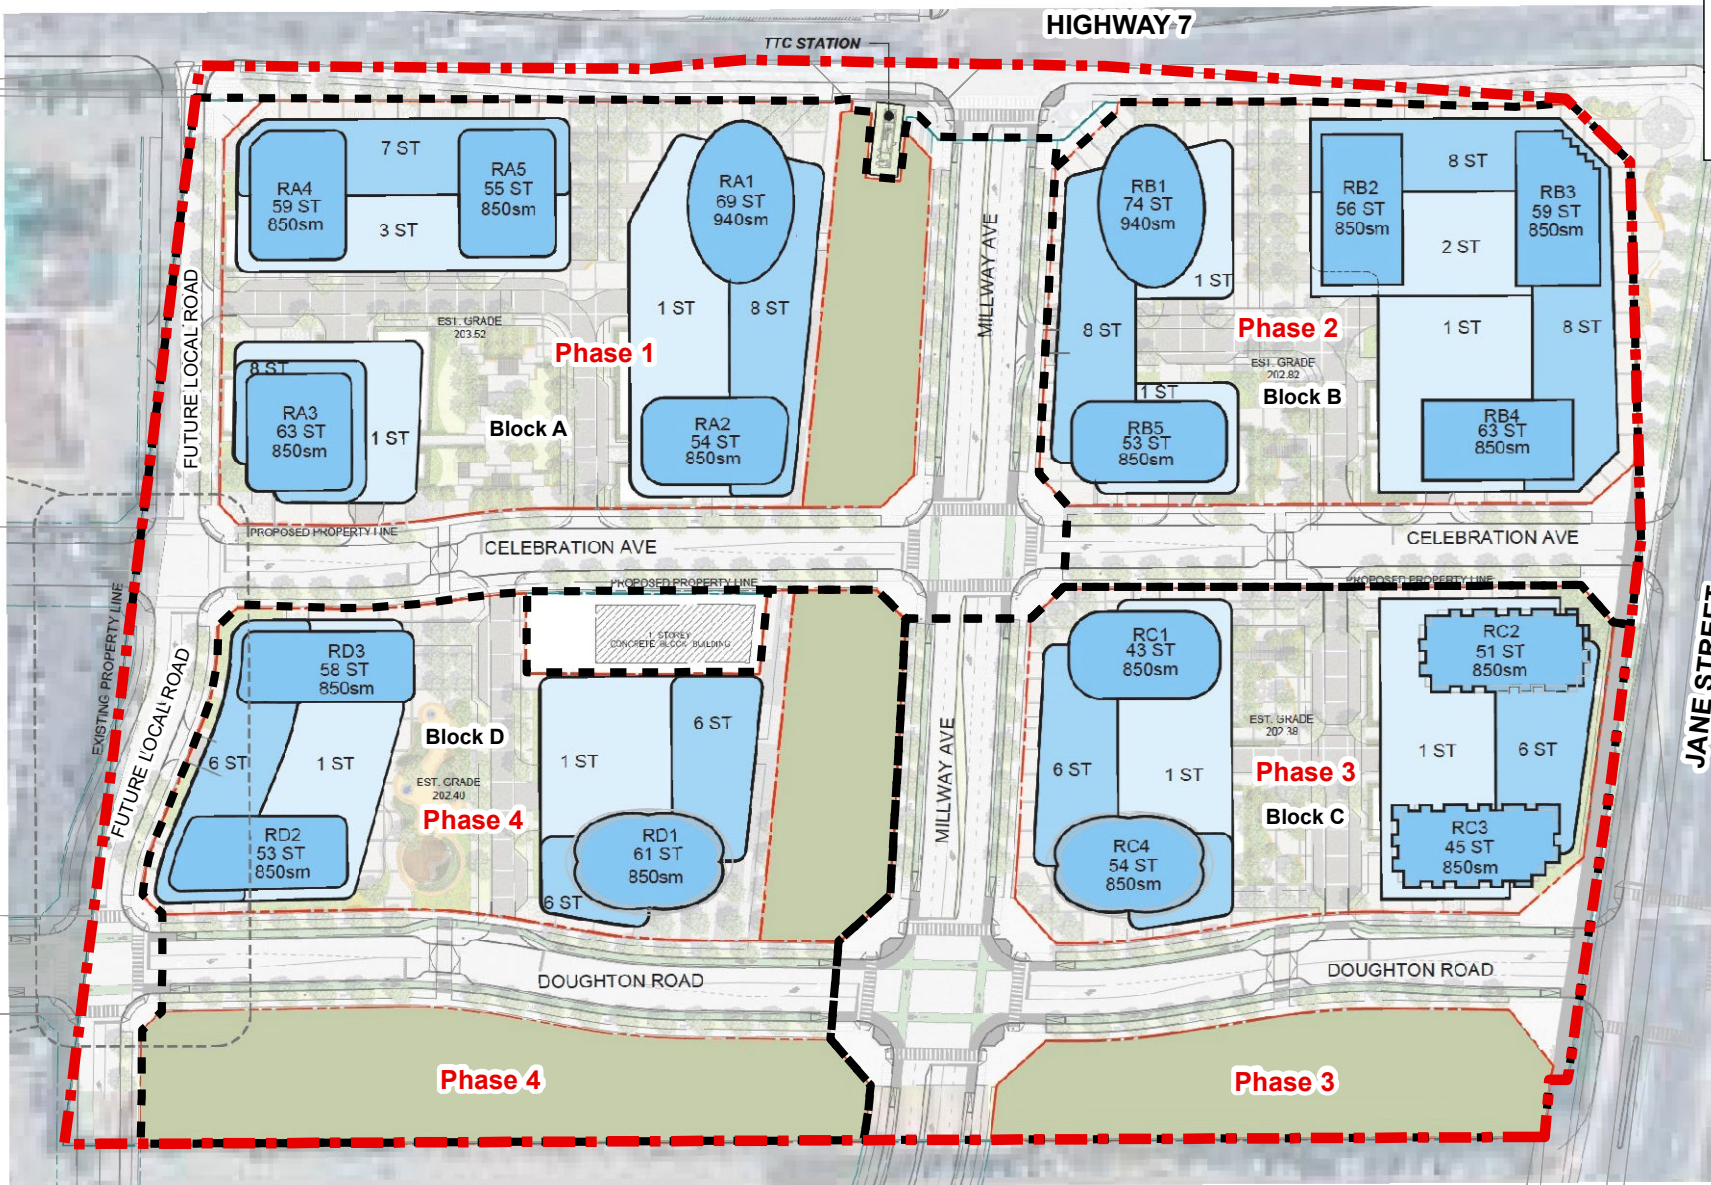 HIGHWAY 7
TTC STATION
7 ST
RA4
59 ST
850sm
RA5
55 ST
850sm
3 ST
RA1
69 ST
940sm
1 ST
8 ST
RB1
74 ST
940sm
1 ST
8 ST
8 ST
RB2
56 ST
850sm
RB3
59 ST
850sm
2 ST
1 ST
8 ST
FUTURE LOCAL ROAD
MILLWAY AVE
EST. GRADE
203.52
Phase 1
Phase 2
EST. GRADE
202.82
Block B
8 ST
RA3
63 ST
850sm
1 ST
Block A
RA2
54 ST
850sm
1 ST
RB5
53 ST
850sm
RB4
63 ST
850sm
PROPOSED PROPERTY LINE
CELEBRATION AVE
CELEBRATION AVE
PROPOSED PROPERTY LINE
PROPOSED PROPERTY LINE
EXISTING PROPERTY LINE
FUTURE LOCAL ROAD
1 STOREY
CONCRETE BLOCK BUILDING
RD3
58 ST
850sm
6 ST
1 ST
Block D
EST. GRADE
202.40
Phase 4
6 ST
1 ST
RD2
53 ST
850sm
RD1
61 ST
850sm
6 ST
MILLWAY AVE
RC1
43 ST
850sm
6 ST
1 ST
EST. GRADE
202.38
Phase 3
Block C
RC2
51 ST
850sm
1 ST
6 ST
RC4
54 ST
850sm
RC3
45 ST
850sm
JANE STREET
DOUGHTON ROAD
DOUGHTON ROAD
Phase 4
Phase 3